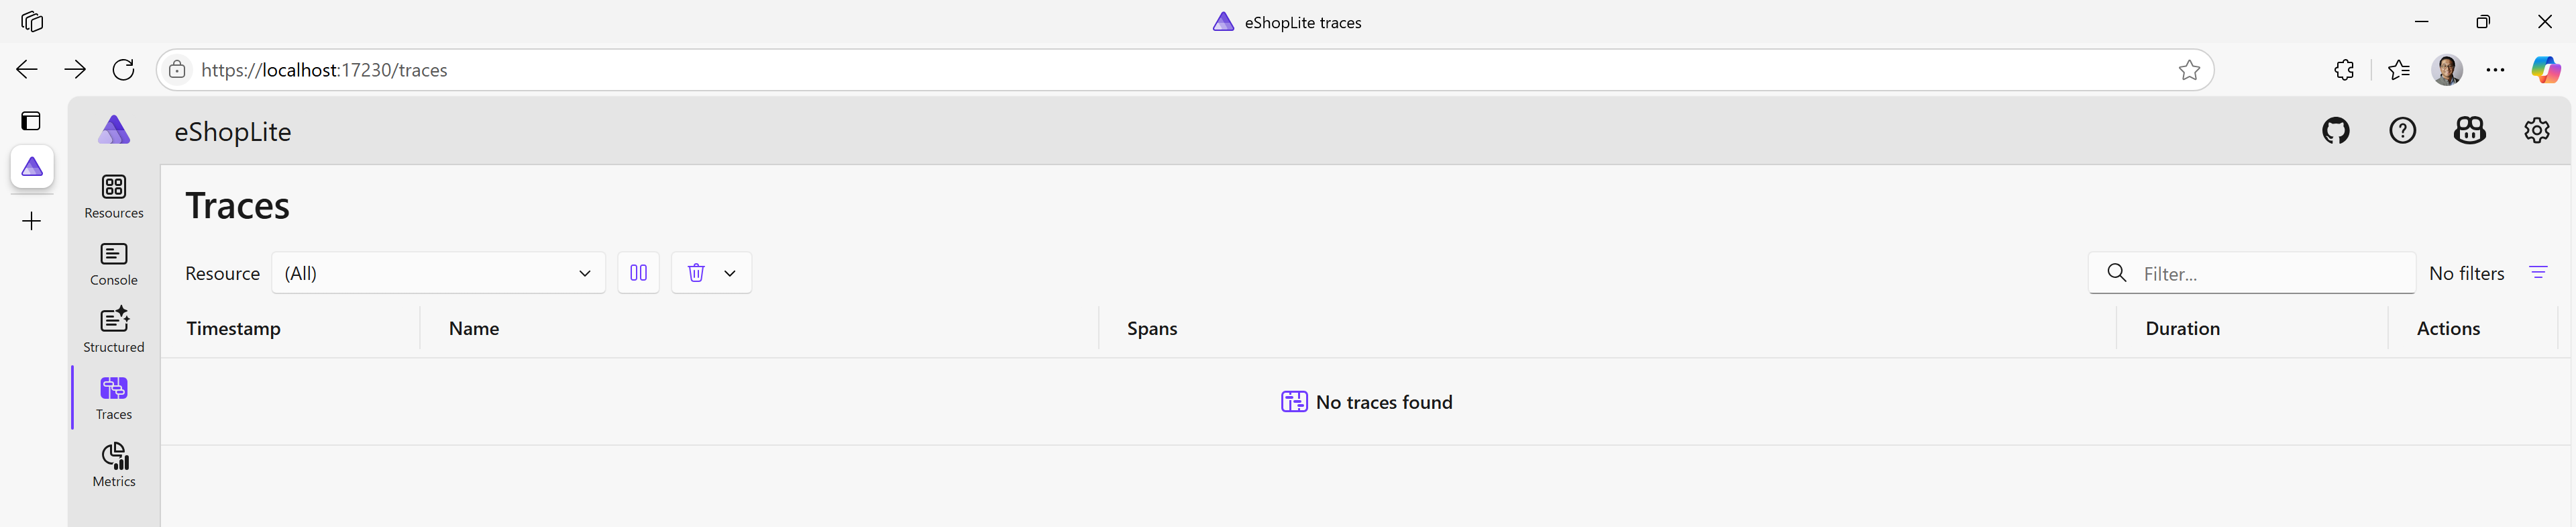 eShopLite traces
https://localhost:17230/traces
eShopLite
Resources
Console
Structured
Traces
Metrics
Traces
Resource (All)
Filter... No filters
Timestamp Name Spans Duration Actions
No traces found